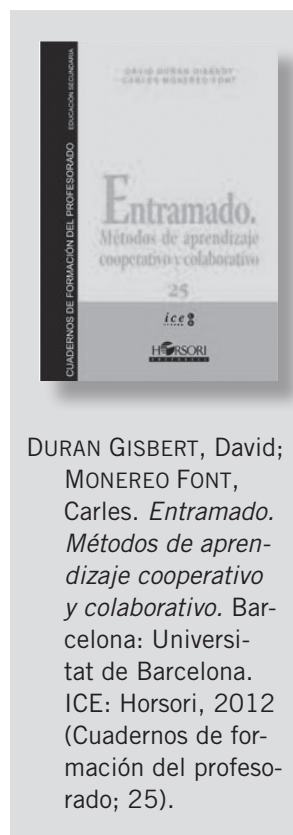 CUADERNOS DE FORMACIÓN DEL PROFESORADO EDUCACIÓN SECUNDARIA
DAVID DURAN GISBERT
CARLES MONEREO FONT
Entramado.
Métodos de aprendizaje
cooperativo y colaborativo
25
ice
HORSORI
DURAN GISBERT, David;
MONEREO FONT,
Carles. Entramado.
Métodos de apren-
dizaje cooperativo
y colaborativo. Bar-
celona: Universi-
tat de Barcelona.
ICE: Horsori, 2012
(Cuadernos de for-
mación del profeso-
rado; 25).